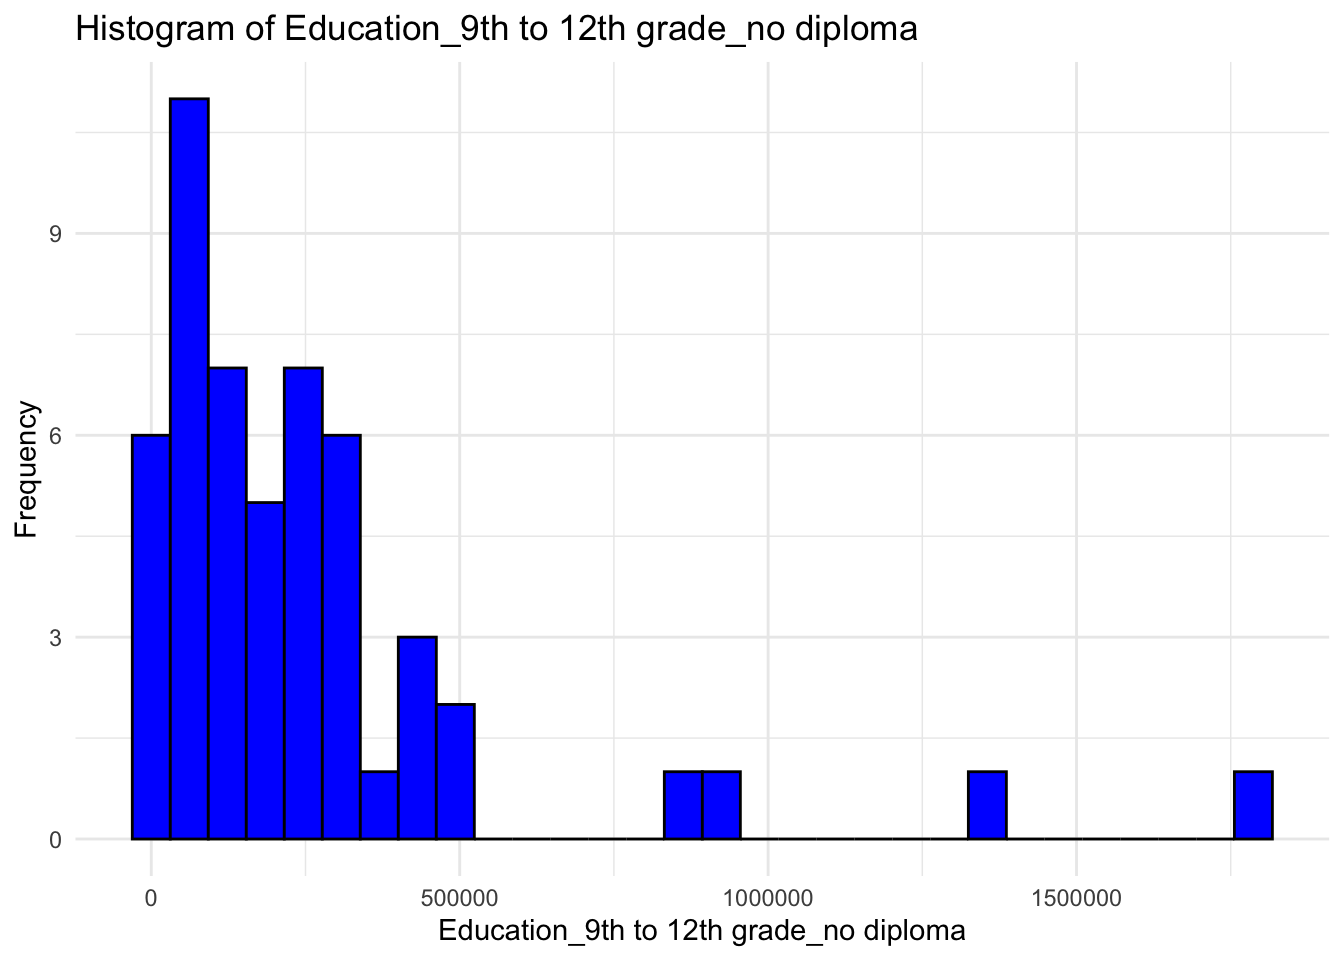 Histogram of Education_9th to 12th grade_no diploma
9
6
3
0
Frequency
0 500000 1000000 1500000
Education_9th to 12th grade_no diploma